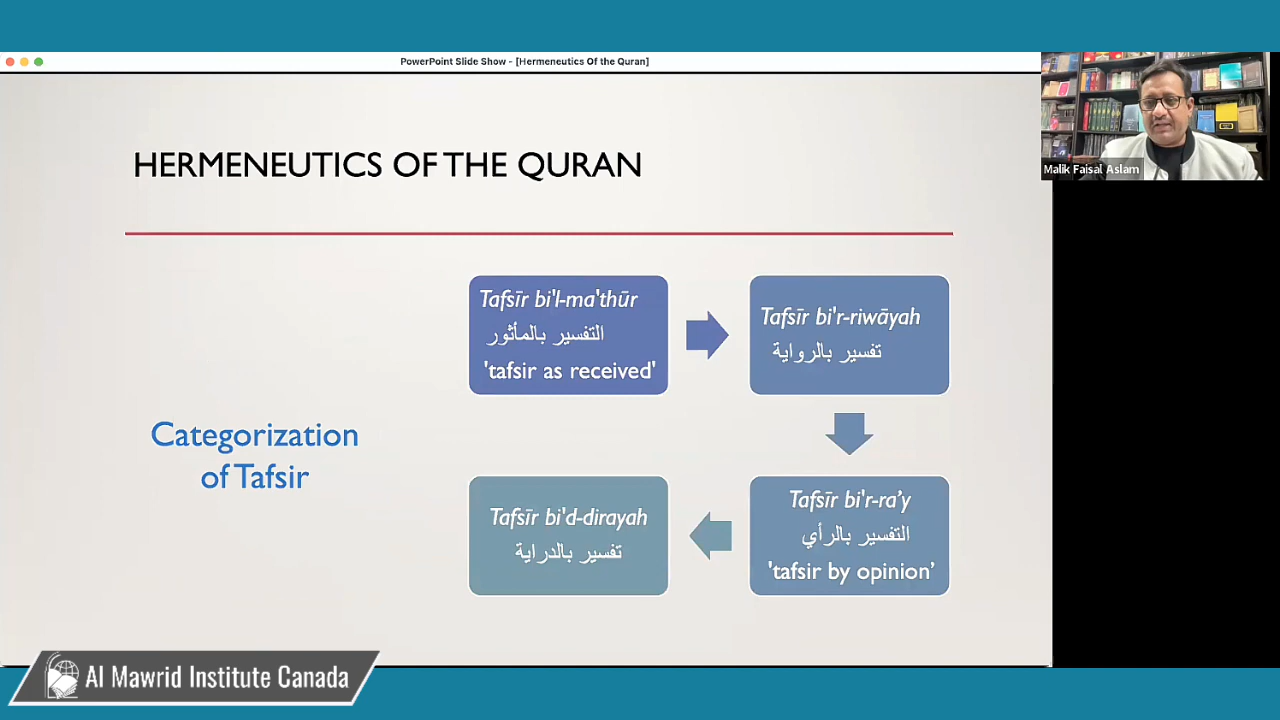 PowerPoint Slide Show - [Hermeneutics Of the Quran]
Malik Faisal Aslam
HERMENEUTICS OF THE QURAN
Categorization
of Tafsir
Tafsīr bi'l-ma'thūr
التفسير بالمأثور
'tafsir as received'
Tafsīr bi'r-riwāyah
تفسير بالرواية
Tafsīr bi'r-ra’y
التفسير بالرأي
'tafsir by opinion’
Tafsīr bi'd-dirayah
تفسير بالدراية
Al Mawrid Institute Canada